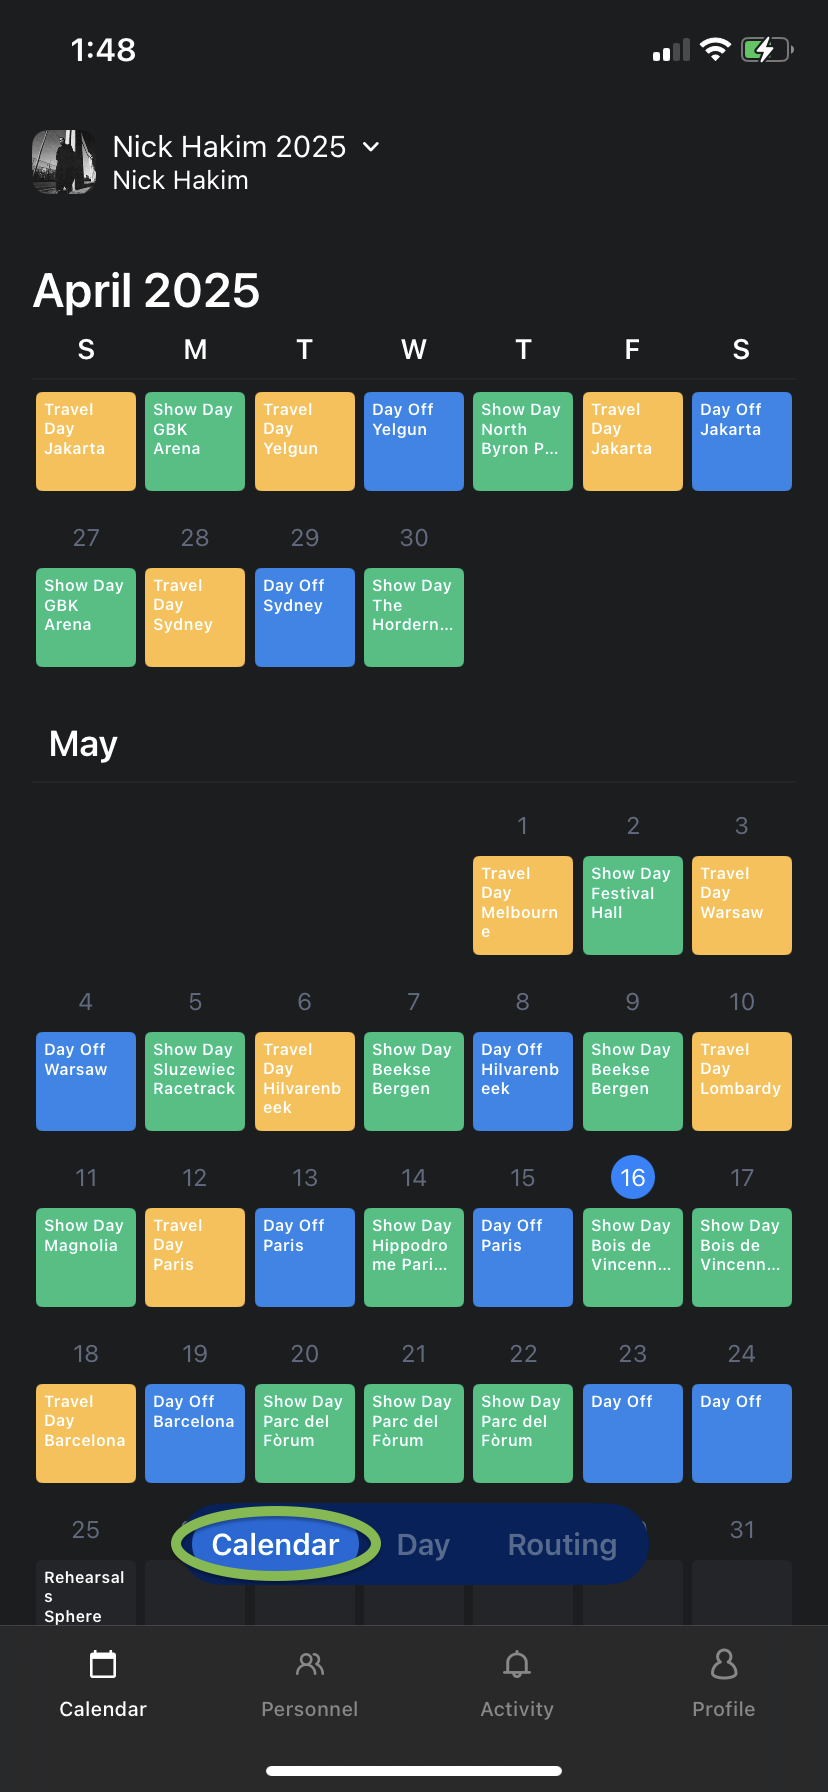 1:48
Nick Hakim 2025
Nick Hakim
April 2025
S M T W T F S
Travel Day Jakarta
Show Day GBK Arena
Travel Day Yelgun
Day Off Yelgun
Show Day North Byron P...
Travel Day Jakarta
Day Off Jakarta
27 28 29 30
Show Day GBK Arena
Travel Day Sydney
Day Off Sydney
Show Day The Hordern...
May
1 2 3
Travel Day Melbourne
Show Day Festival Hall
Travel Day Warsaw
4 5 6 7 8 9 10
Day Off Warsaw
Show Day Sluzewiec Racetrack
Travel Day Hilvarenbeek
Show Day Beekse Bergen
Day Off Hilvarenbeek
Show Day Beekse Bergen
Travel Day Lombardy
11 12 13 14 15 16 17
Show Day Magnolia
Travel Day Paris
Day Off Paris
Show Day Hippodrome Pari...
Day Off Paris
Show Day Bois de Vincenn...
Show Day Bois de Vincenn...
18 19 20 21 22 23 24
Travel Day Barcelona
Day Off Barcelona
Show Day Parc del Fòrum
Show Day Parc del Fòrum
Show Day Parc del Fòrum
Day Off
Day Off
25 31
Rehearsals Sphere
Calendar Day Routing
Calendar Personnel Activity Profile